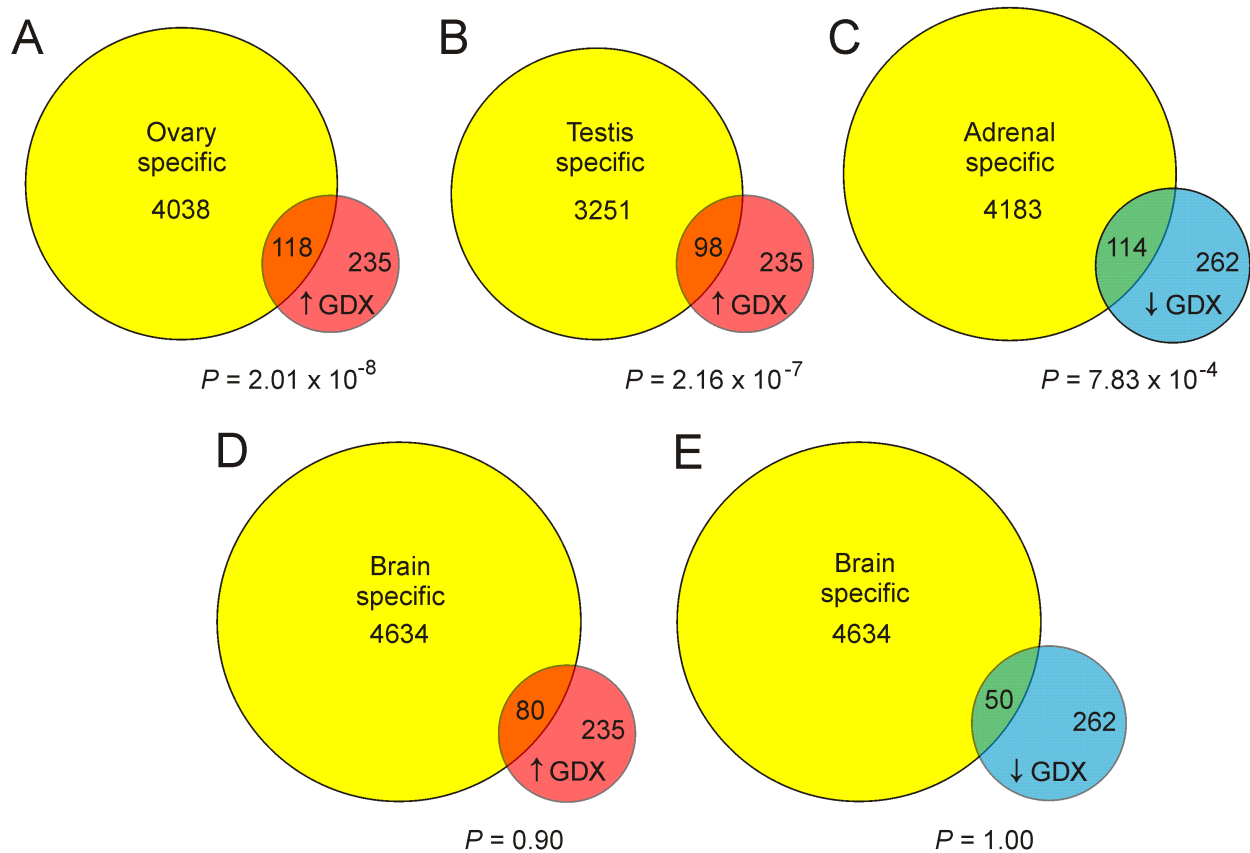 A
Ovary
specific
4038
118
235
↑ GDX
P = 2.01 x 10-8
B
Testis
specific
3251
98
235
↑ GDX
P = 2.16 x 10-7
C
Adrenal
specific
4183
114
262
↓ GDX
P = 7.83 x 10-4
D
Brain
specific
4634
80
235
↑ GDX
P = 0.90
E
Brain
specific
4634
50
262
↓ GDX
P = 1.00